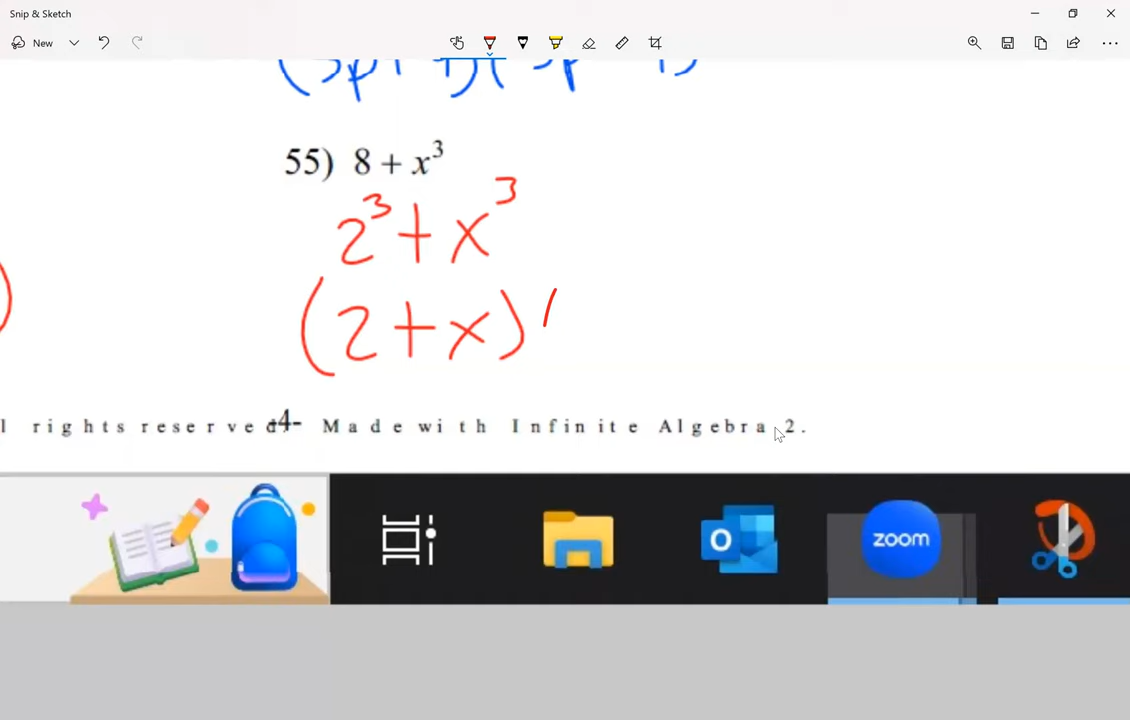 Snip & Sketch
New
55) 8 + x³
2³ + x³
(2 + x) (
l rights reserved. -4- Made with Infinite Algebra 2.
O
zoom